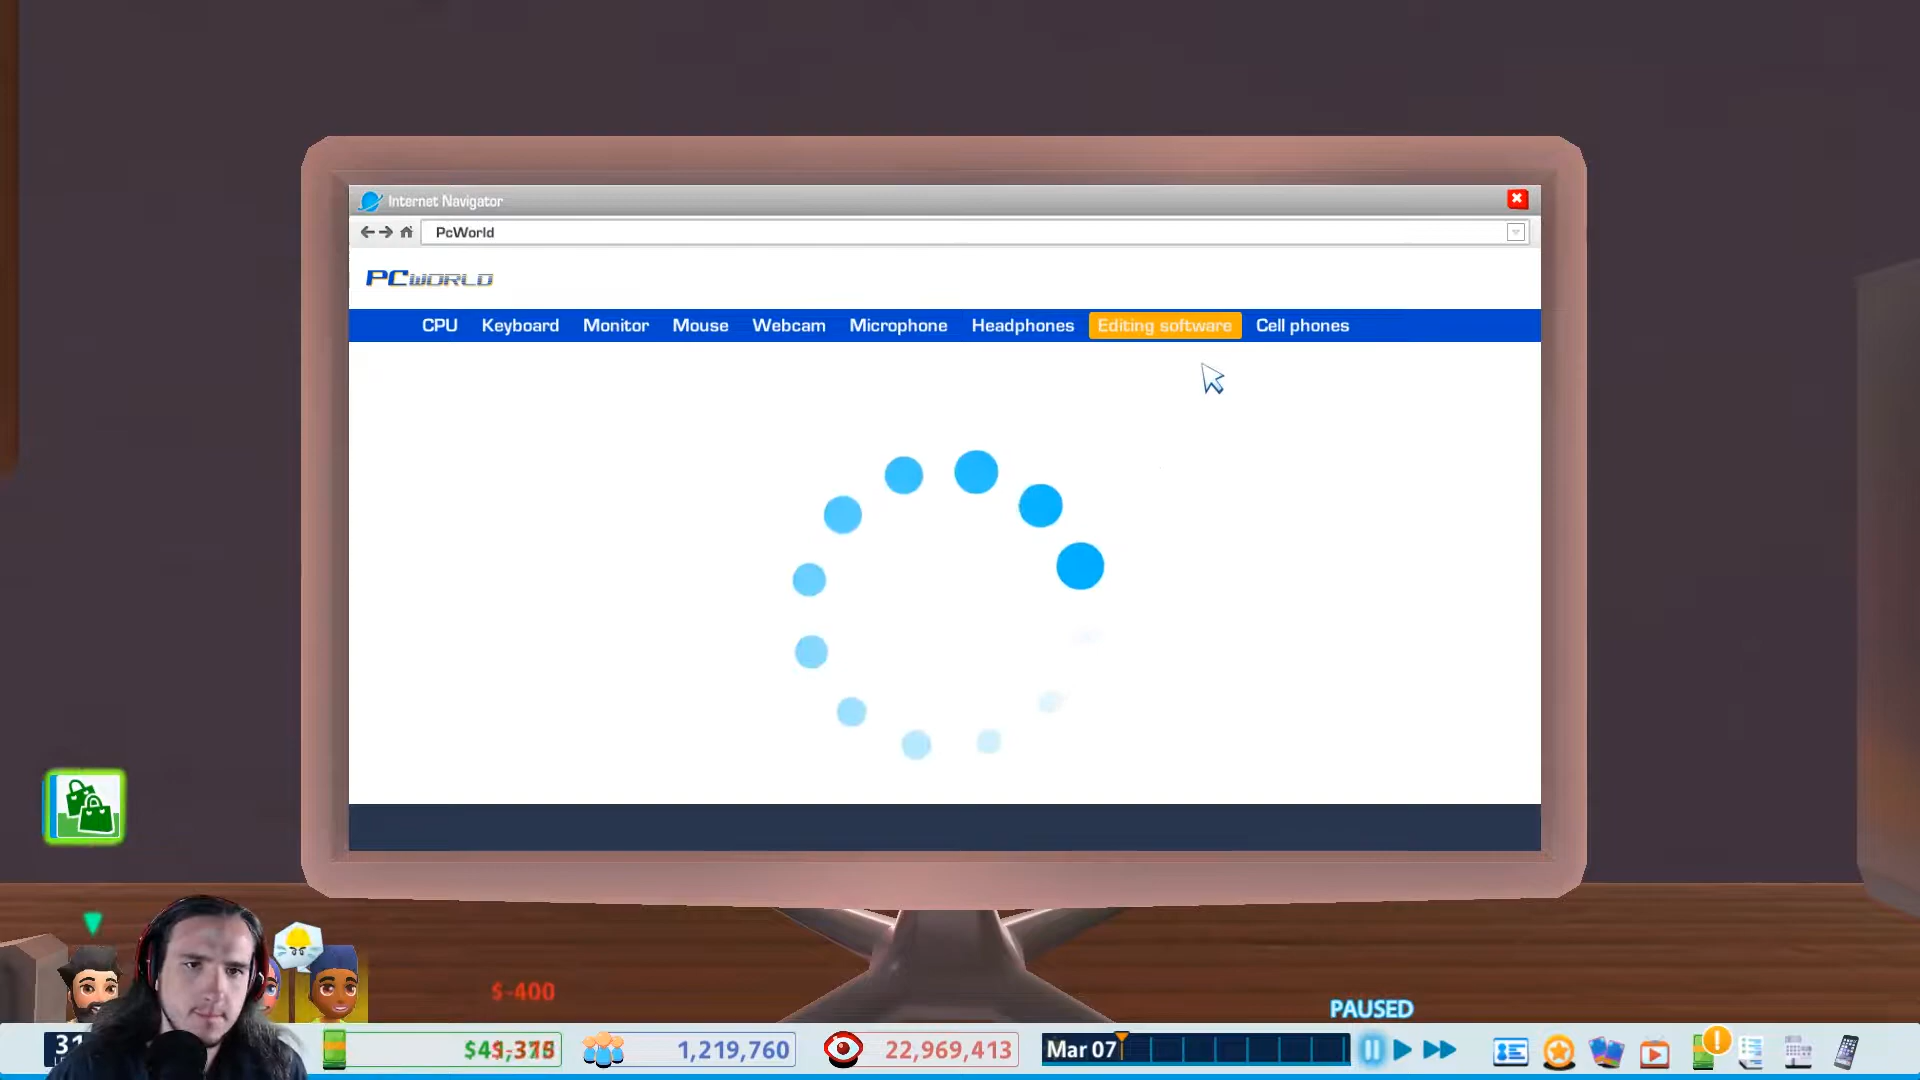 Internet Navigator
PcWorld
PCWORLD
CPU Keyboard Monitor Mouse Webcam Microphone Headphones Editing software Cell phones
$-400
PAUSED
31
1,219,760
22,969,413
Mar 07
!